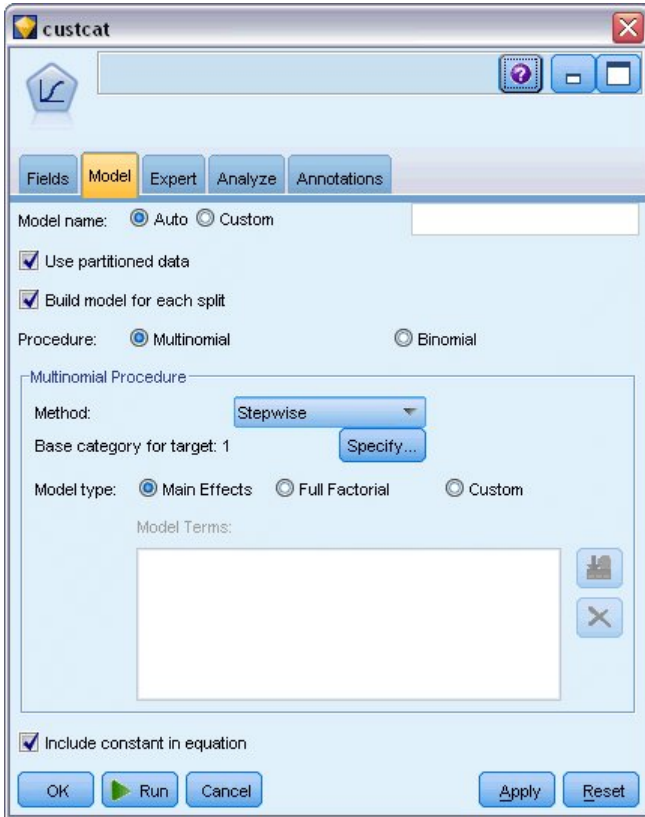 custcat
Fields Model Expert Analyze Annotations
Model name: Auto Custom
Use partitioned data
Build model for each split
Procedure: Multinomial Binomial
Multinomial Procedure
Method: Stepwise
Base category for target: 1 Specify...
Model type: Main Effects Full Factorial Custom
Model Terms:
Include constant in equation
OK Run Cancel Apply Reset